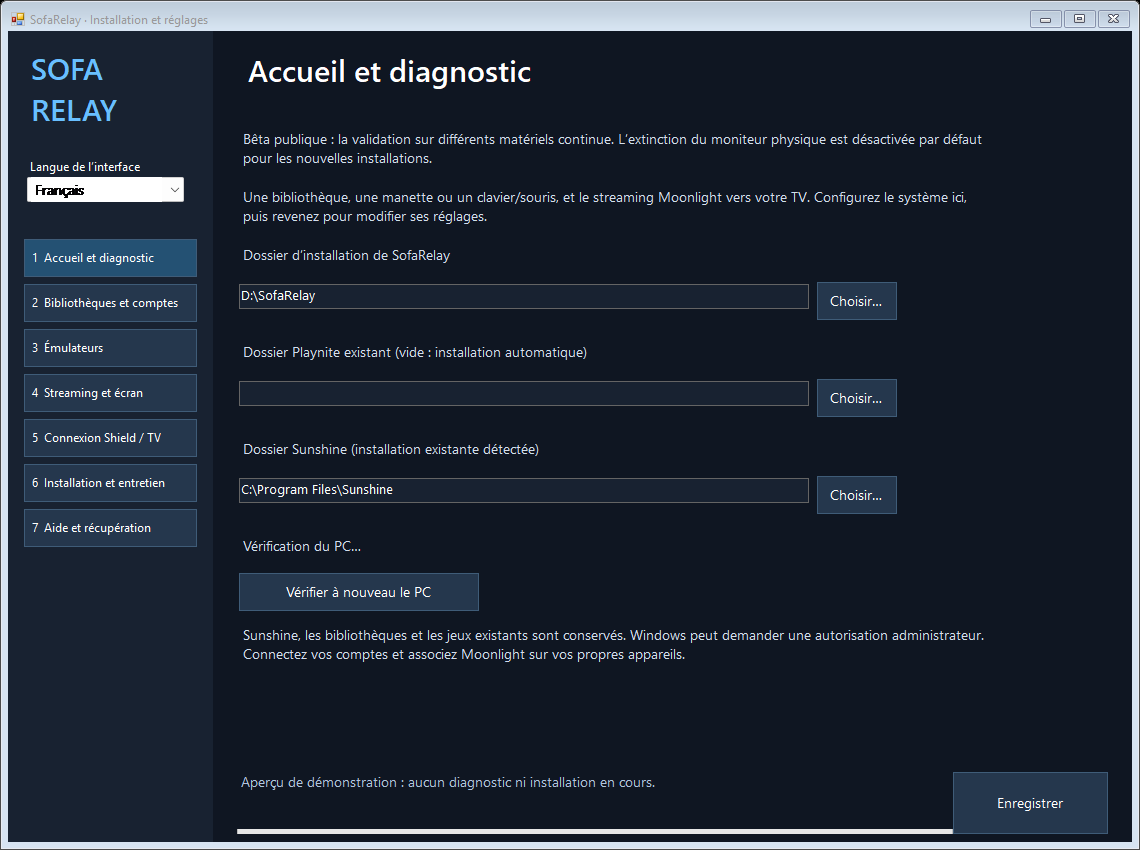 SofaRelay - Installation et réglages
SOFA
RELAY
Langue de l'interface
Français
1 Accueil et diagnostic
2 Bibliothèques et comptes
3 Émulateurs
4 Streaming et écran
5 Connexion Shield / TV
6 Installation et entretien
7 Aide et récupération
Accueil et diagnostic
Bêta publique : la validation sur différents matériels continue. L'extinction du moniteur physique est désactivée par défaut
pour les nouvelles installations.
Une bibliothèque, une manette ou un clavier/souris, et le streaming Moonlight vers votre TV. Configurez le système ici,
puis revenez pour modifier ses réglages.
Dossier d'installation de SofaRelay
D:\SofaRelay
Choisir...
Dossier Playnite existant (vide : installation automatique)
Choisir...
Dossier Sunshine (installation existante détectée)
C:\Program Files\Sunshine
Choisir...
Vérification du PC...
Vérifier à nouveau le PC
Sunshine, les bibliothèques et les jeux existants sont conservés. Windows peut demander une autorisation administrateur.
Connectez vos comptes et associez Moonlight sur vos propres appareils.
Aperçu de démonstration : aucun diagnostic ni installation en cours.
Enregistrer